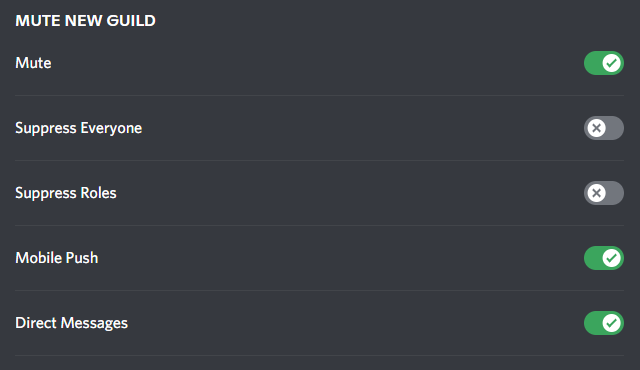 MUTE NEW GUILD
Mute
Suppress Everyone
Suppress Roles
Mobile Push
Direct Messages